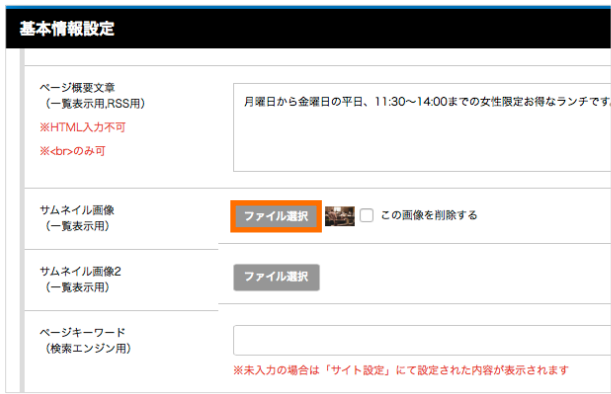 基本情報設定
ページ概要文章
（一覧表示用,RSS用）
※HTML入力不可
※<br>のみ可
月曜日から金曜日の平日、11:30〜14:00までの女性限定お得なランチです。
サムネイル画像
（一覧表示用）
ファイル選択
この画像を削除する
サムネイル画像2
（一覧表示用）
ファイル選択
ページキーワード
（検索エンジン用）
※未入力の場合は「サイト設定」にて設定された内容が表示されます